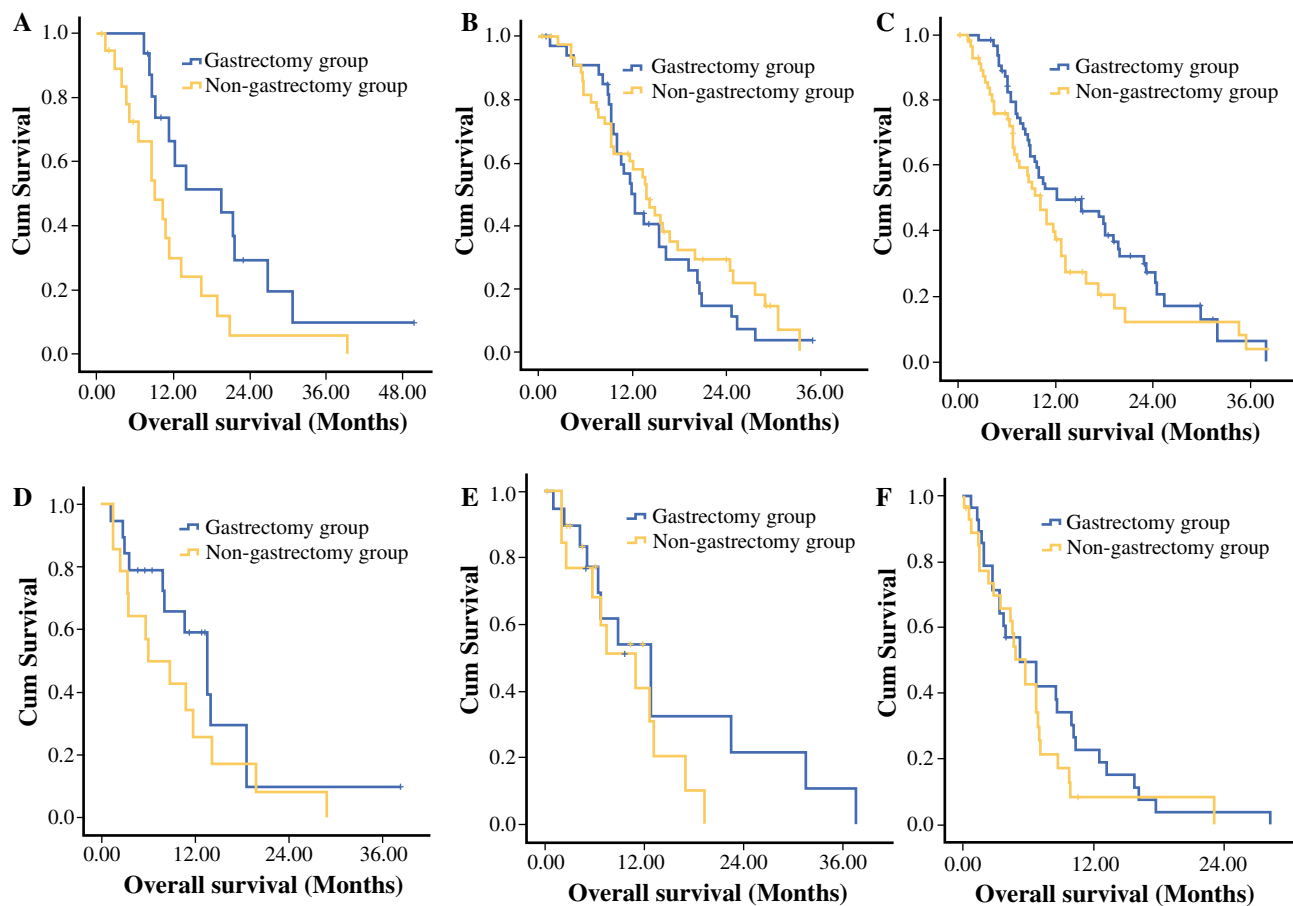 A
Cum Survival
1.0
0.8
0.6
0.4
0.2
0.0
Gastrectomy group
Non-gastrectomy group
0.00 12.00 24.00 36.00 48.00
Overall survival (Months)
B
Cum Survival
1.0
0.8
0.6
0.4
0.2
0.0
Gastrectomy group
Non-gastrectomy group
0.00 12.00 24.00 36.00
Overall survival (Months)
C
Cum Survival
1.0
0.8
0.6
0.4
0.2
0.0
Gastrectomy group
Non-gastrectomy group
0.00 12.00 24.00 36.00
Overall survival (Months)
D
Cum Survival
1.0
0.8
0.6
0.4
0.2
0.0
Gastrectomy group
Non-gastrectomy group
0.00 12.00 24.00 36.00
Overall survival (Months)
E
Cum Survival
1.0
0.8
0.6
0.4
0.2
0.0
Gastrectomy group
Non-gastrectomy group
0.00 12.00 24.00 36.00
Overall survival (Months)
F
Cum Survival
1.0
0.8
0.6
0.4
0.2
0.0
Gastrectomy group
Non-gastrectomy group
0.00 12.00 24.00
Overall survival (Months)